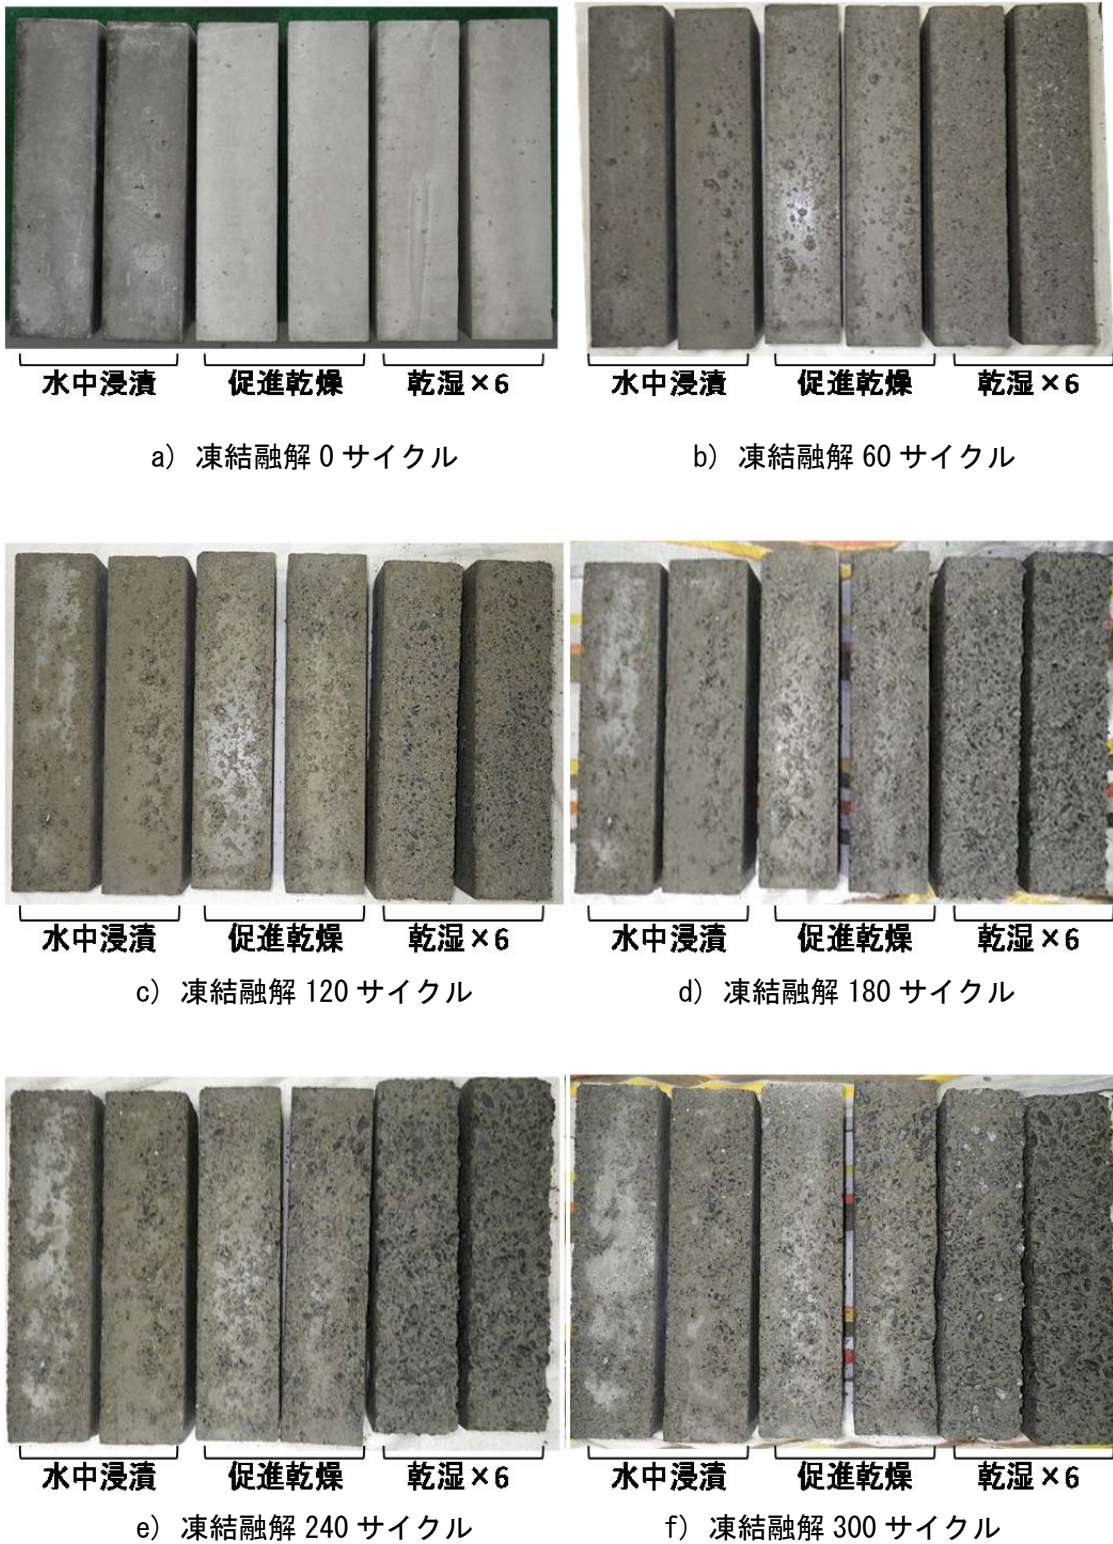 水中浸漬 促進乾燥 乾湿×6
水中浸漬 促進乾燥 乾湿×6
a) 凍結融解 0 サイクル
b) 凍結融解 60 サイクル
水中浸漬 促進乾燥 乾湿×6
水中浸漬 促進乾燥 乾湿×6
c) 凍結融解 120 サイクル
d) 凍結融解 180 サイクル
水中浸漬 促進乾燥 乾湿×6
水中浸漬 促進乾燥 乾湿×6
e) 凍結融解 240 サイクル
f) 凍結融解 300 サイクル